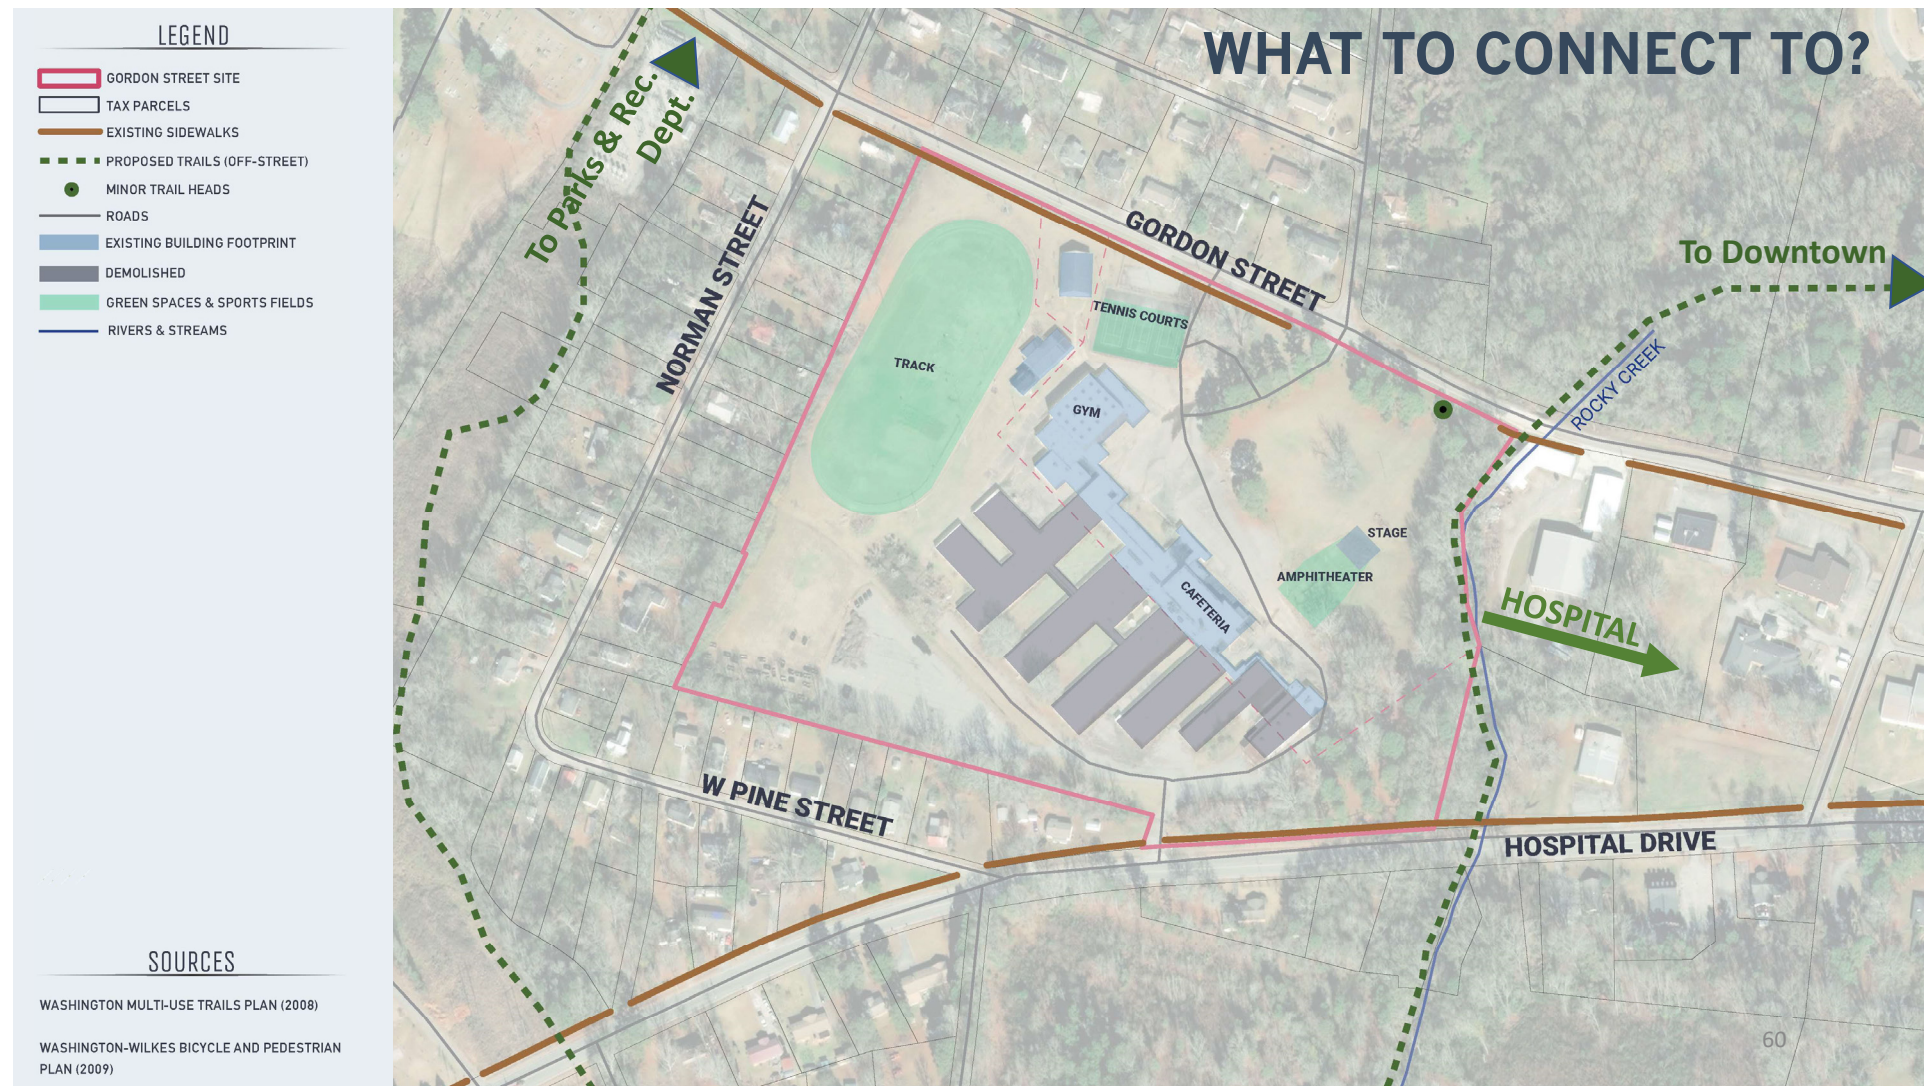 WHAT TO CONNECT TO?
LEGEND
GORDON STREET SITE
TAX PARCELS
EXISTING SIDEWALKS
PROPOSED TRAILS (OFF-STREET)
MINOR TRAIL HEADS
ROADS
EXISTING BUILDING FOOTPRINT
DEMOLISHED
GREEN SPACES & SPORTS FIELDS
RIVERS & STREAMS
To Parks & Rec.
Dept.
NORMAN STREET
GORDON STREET
To Downtown
ROCKY CREEK
TENNIS COURTS
TRACK
GYM
STAGE
AMPHITHEATER
CAFETERIA
HOSPITAL
W PINE STREET
HOSPITAL DRIVE
SOURCES
WASHINGTON MULTI-USE TRAILS PLAN (2008)
WASHINGTON-WILKES BICYCLE AND PEDESTRIAN
PLAN (2009)
60